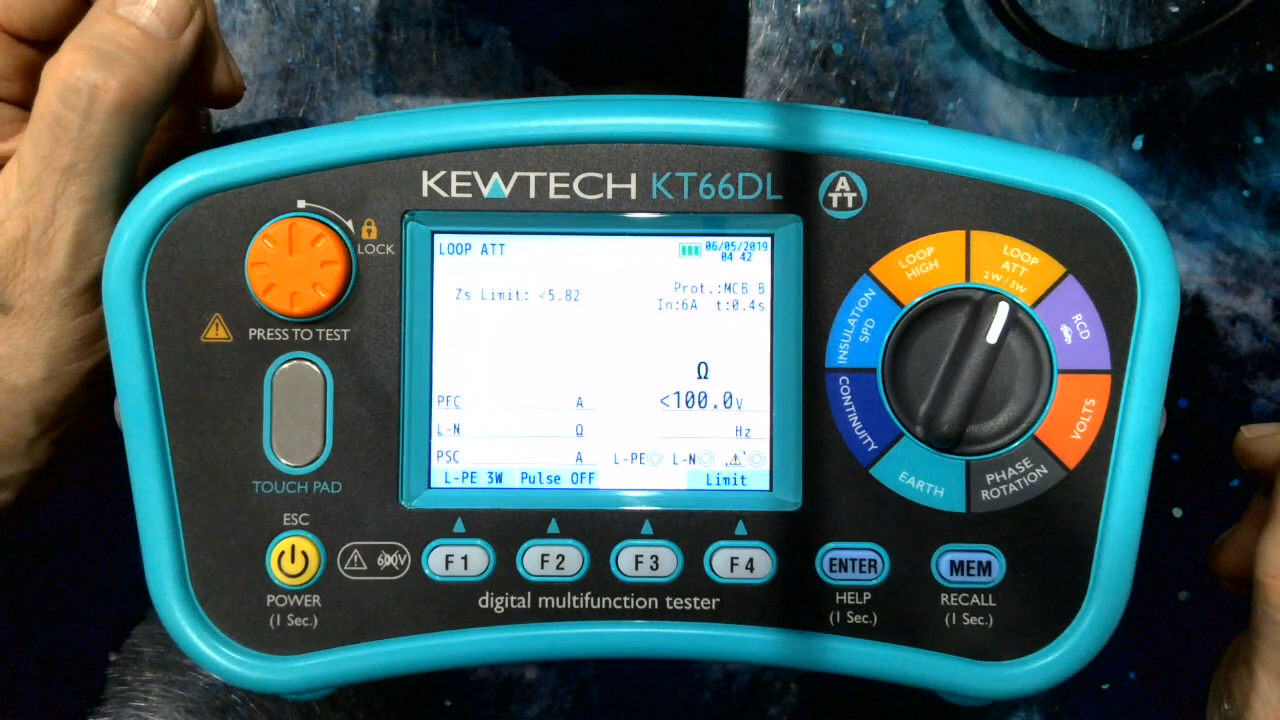 KEWTECH KT66DL
A
TT
LOCK
PRESS TO TEST
TOUCH PAD
ESC
POWER
(1 Sec.)
600V
LOOP ATT
06/05/2019
04 42
Zs Limit: <5.82
Prot.:MCB B
In:6A t:0.4s
Ω
PFC A
<100.0V
L-N Ω
Hz
PSC A
L-PE L-N
L-PE 3W Pulse OFF Limit
F1 F2 F3 F4
digital multifunction tester
LOOP
HIGH
LOOP
ATT
2W/3W
RCD
VOLTS
PHASE
ROTATION
EARTH
CONTINUITY
INSULATION
SPD
ENTER
HELP
(1 Sec.)
MEM
RECALL
(1 Sec.)